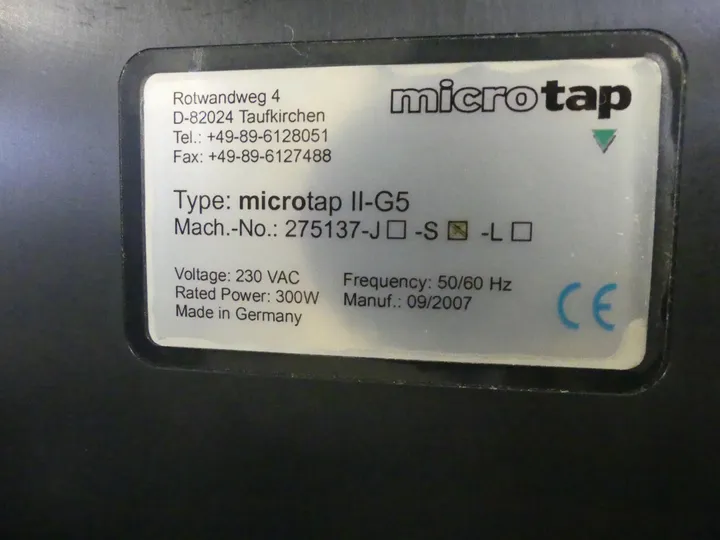 microtap
Rotwandweg 4
D-82024 Taufkirchen
Tel.: +49-89-6128051
Fax: +49-89-6127488
Type: microtap II-G5
Mach.-No.: 275137-J☐ -S☒ -L☐
Voltage: 230 VAC Frequency: 50/60 Hz
Rated Power: 300W Manuf.: 09/2007
Made in Germany
CE